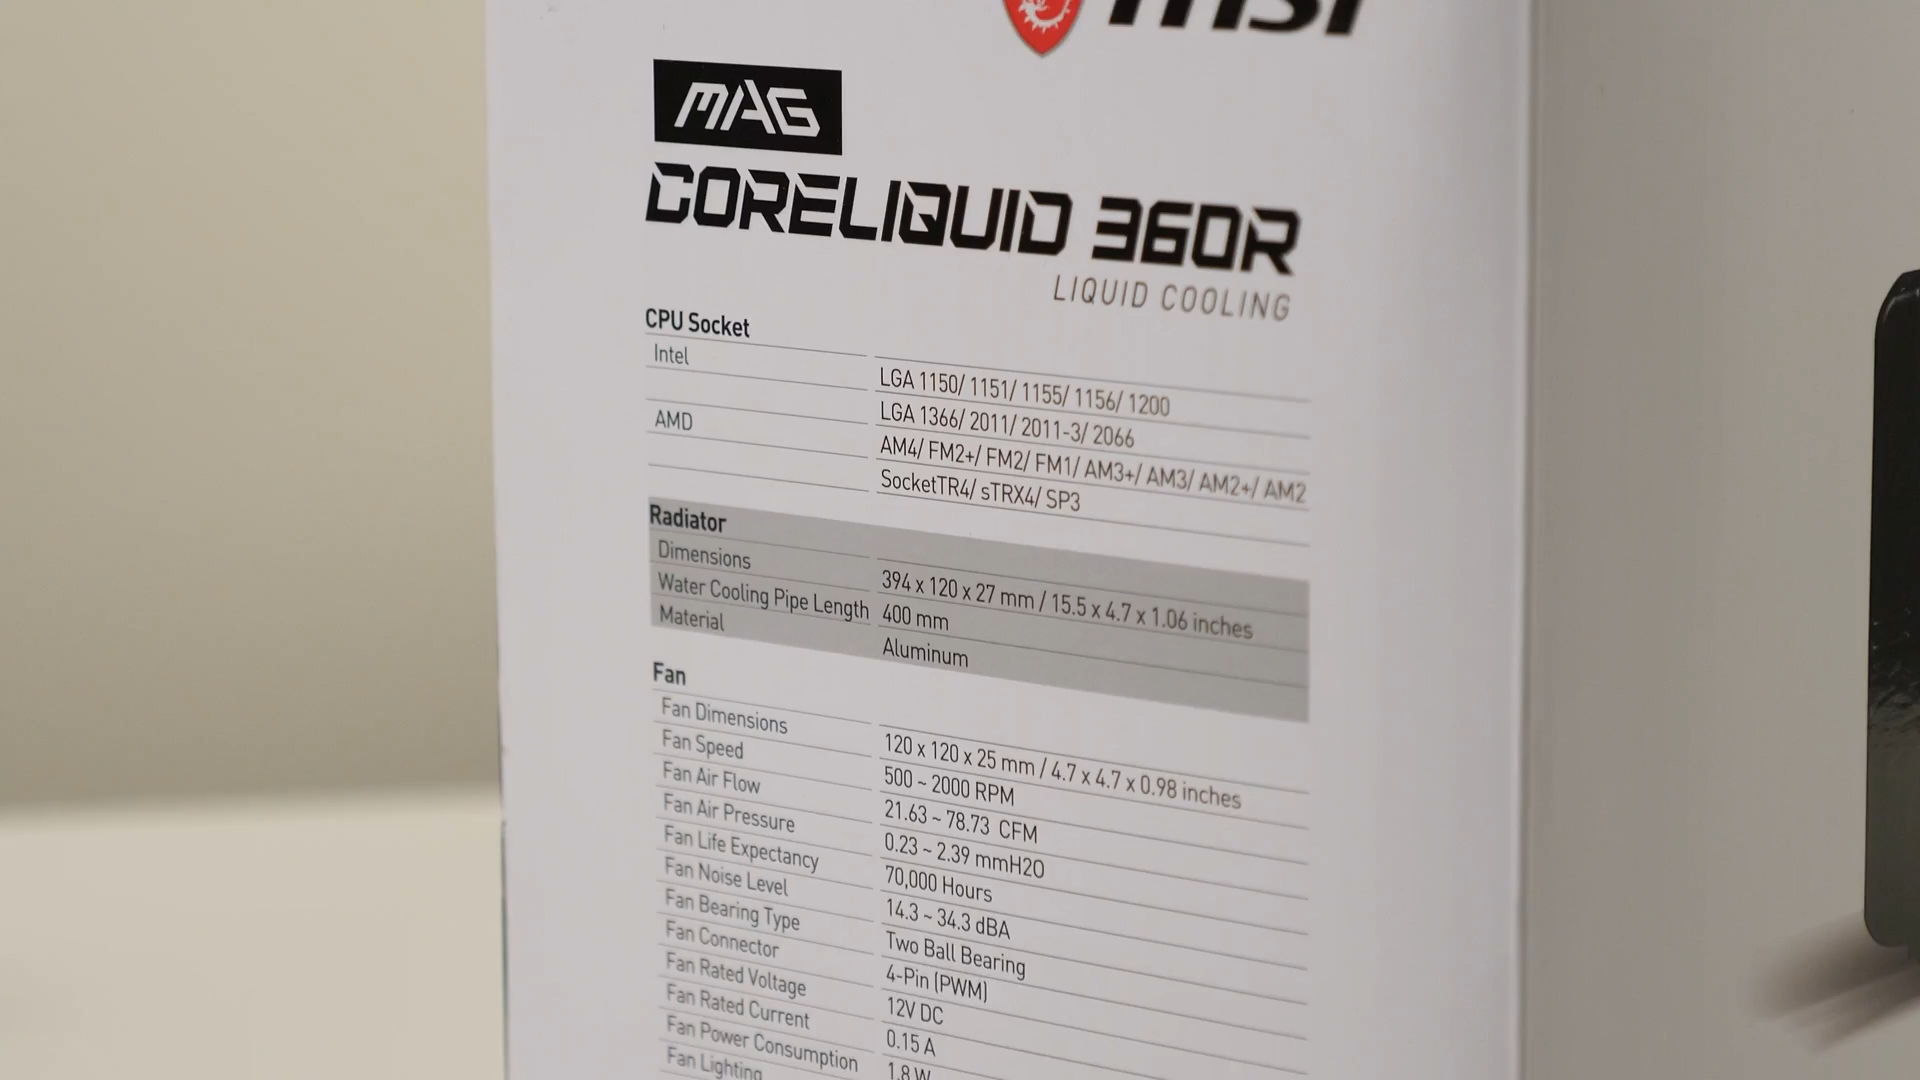 msi
MAG
CORELIQUID 360R
LIQUID COOLING
CPU Socket
Intel LGA 1150/ 1151/ 1155/ 1156/ 1200
LGA 1366/ 2011/ 2011-3/ 2066
AMD AM4/ FM2+/ FM2/ FM1/ AM3+/ AM3/ AM2+/ AM2
SocketTR4/ sTRX4/ SP3
Radiator
Dimensions 394 x 120 x 27 mm / 15.5 x 4.7 x 1.06 inches
Water Cooling Pipe Length 400 mm
Material Aluminum
Fan
Fan Dimensions 120 x 120 x 25 mm / 4.7 x 4.7 x 0.98 inches
Fan Speed 500 ~ 2000 RPM
Fan Air Flow 21.63 ~ 78.73 CFM
Fan Air Pressure 0.23 ~ 2.39 mmH2O
Fan Life Expectancy 70,000 Hours
Fan Noise Level 14.3 ~ 34.3 dBA
Fan Bearing Type Two Ball Bearing
Fan Connector 4-Pin (PWM)
Fan Rated Voltage 12V DC
Fan Rated Current 0.15 A
Fan Power Consumption 1.8 W
Fan Lighting